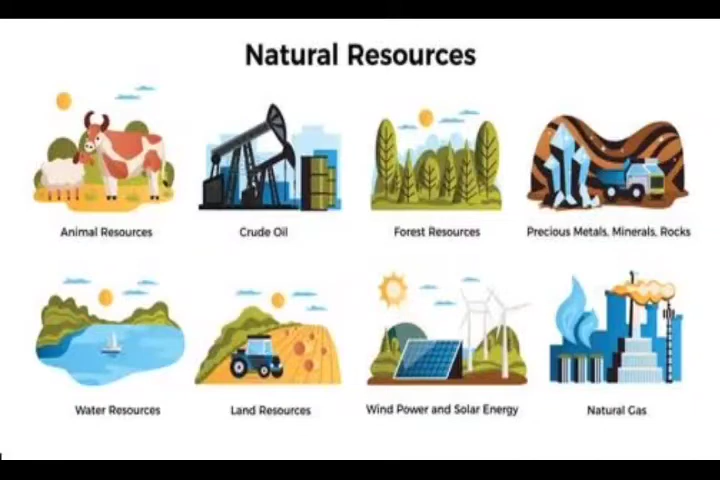 Natural Resources
Animal Resources
Crude Oil
Forest Resources
Precious Metals, Minerals, Rocks
Water Resources
Land Resources
Wind Power and Solar Energy
Natural Gas